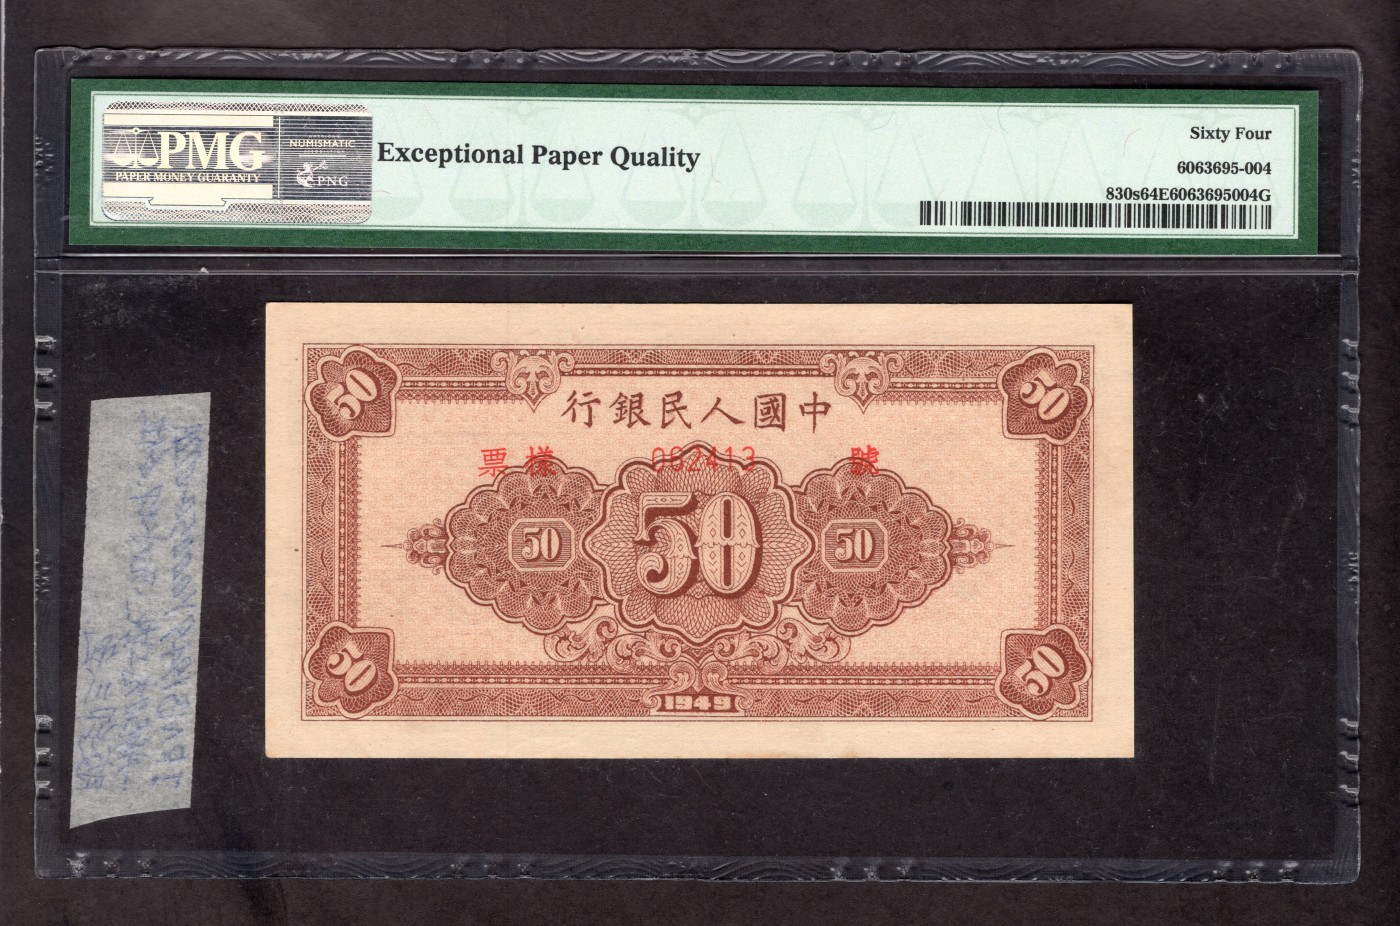 PMG
PAPER MONEY GUARANTY
NUMISMATIC
PNG
Exceptional Paper Quality
Sixty Four
6063695-004
830s64E6063695004G
50
50
行銀民人國中
票樣 002413 號
50
50
50
50
50
1949